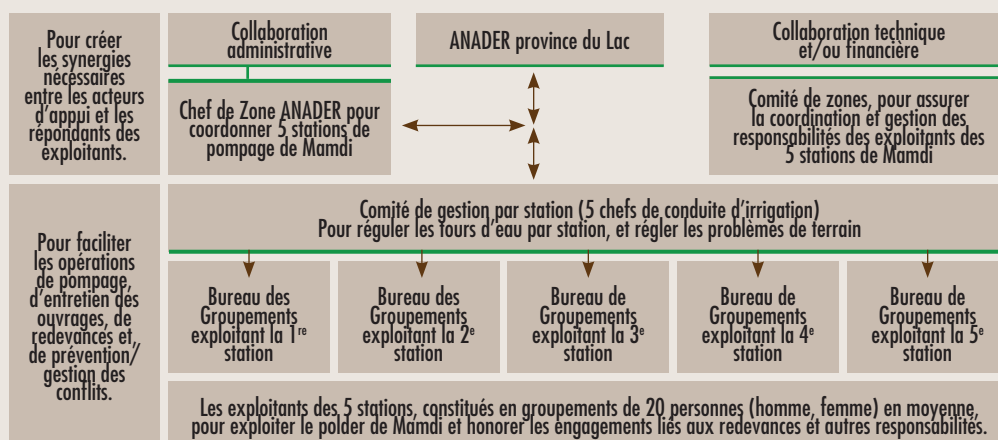 Pour créer
les synergies
nécessaires
entre les acteurs
d'appui et les
répondants des
exploitants.
Collaboration
administrative
ANADER province du Lac
Collaboration technique
et/ou financière
Chef de Zone ANADER pour
coordonner 5 stations de
pompage de Mamdi
Comité de zones, pour assurer
la coordination et gestion des
responsabilités des exploitants des
5 stations de Mamdi
Pour faciliter
les opérations
de pompage,
d'entretien des
ouvrages, de
redevances et,
de prévention/
gestion des
conflits.
Comité de gestion par station (5 chefs de conduite d'irrigation)
Pour réguler les tours d'eau par station, et régler les problèmes de terrain
Bureau des
Groupements
exploitant la 1re
station
Bureau des
Groupements
exploitant la 2e
station
Bureau de
Groupements
exploitant la 3e
station
Bureau de
Groupements
exploitant la 4e
station
Bureau de
Groupements
exploitant la 5e
station
Les exploitants des 5 stations, constitués en groupements de 20 personnes (homme, femme) en moyenne,
pour exploiter le polder de Mamdi et honorer les engagements liés aux redevances et autres responsabilités.